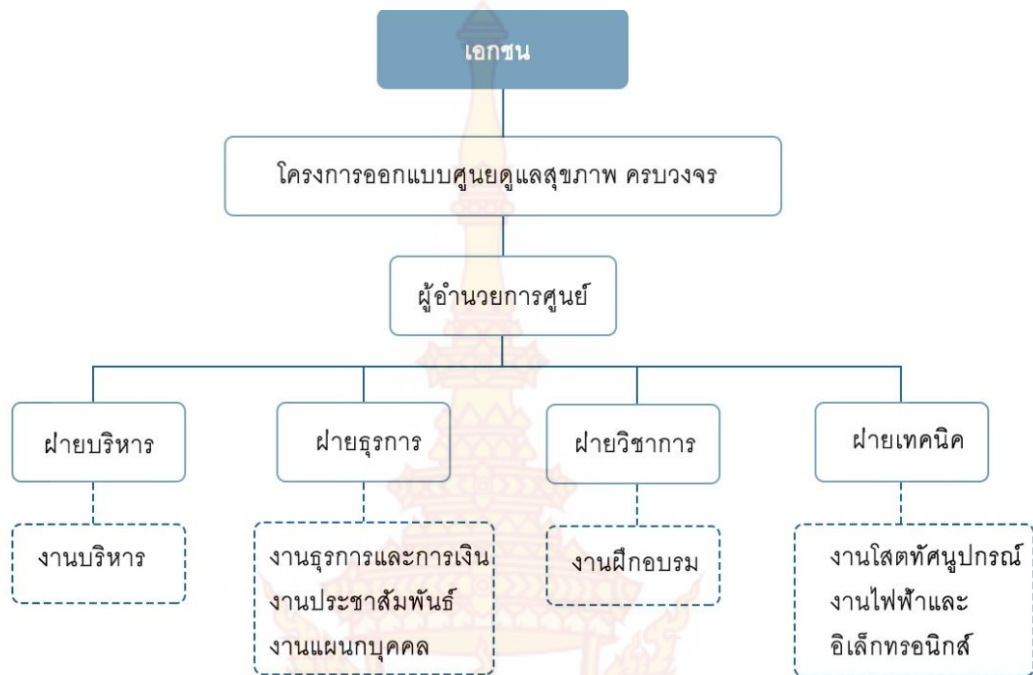 เอกชน
โครงการออกแบบศูนยดูแลสุขภาพ ครบวงจร
ผู้อำนวยการศูนย์
ฝ่ายบริหาร
ฝ่ายธุรการ
ฝ่ายวิชาการ
ฝ่ายเทคนิค
งานบริหาร
งานธุรการและการเงิน
งานประชาสัมพันธ์
งานแผนกบุคคล
งานฝึกอบรม
งานโสตทัศนูปกรณ์
งานไฟฟ้าและ
อิเล็กทรอนิกส์